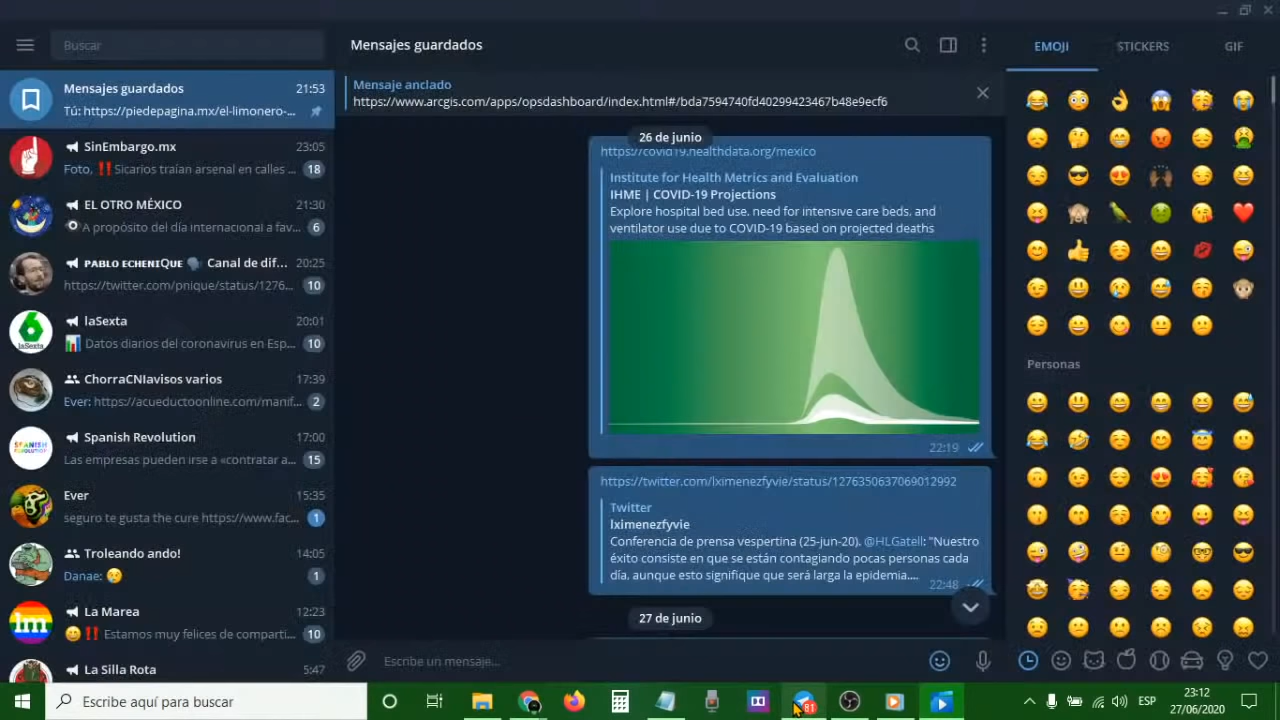 Buscar
Mensajes guardados
21:53
Tú: https://piedepagina.mx/el-limonero-...
SinEmbargo.mx
23:05
Foto, ‼️Sicarios traían arsenal en calles ...
18
EL OTRO MÉXICO
21:30
A propósito del día internacional a fav...
6
PABLO ECHENIQUE 🗣 Canal de dif...
20:25
https://twitter.com/pnique/status/1276...
10
laSexta
20:01
📊 Datos diarios del coronavirus en Esp...
10
ChorraCNIavisos varios
17:39
Ever: https://acueductoonline.com/manif...
2
SPANISH
REVOLUTION
Spanish Revolution
17:00
Las empresas pueden irse a «contratar a...
15
Ever
15:35
seguro te gusta the cure https://www.fac...
1
Troleando ando!
14:05
Danae: 😢
1
lm
La Marea
12:23
😀‼️ Estamos muy felices de comparti...
10
La Silla Rota
5:47
Mensajes guardados
Mensaje anclado
https://www.arcgis.com/apps/opsdashboard/index.html#/bda7594740fd40299423467b48e9ecf6
26 de junio
https://covid19.healthdata.org/mexico
Institute for Health Metrics and Evaluation
IHME | COVID-19 Projections
Explore hospital bed use, need for intensive care beds, and
ventilator use due to COVID-19 based on projected deaths
22:19
https://twitter.com/lximenezfyvie/status/1276350637069012992
Twitter
lximenezfyvie
Conferencia de prensa vespertina (25-jun-20). @HLGatell: "Nuestro
éxito consiste en que se están contagiando pocas personas cada
día, aunque esto signifique que será larga la epidemia....
22:48
27 de junio
Escribe un mensaje...
EMOJI
STICKERS
GIF
Personas
Escribe aquí para buscar
81
ESP
23:12
27/06/2020